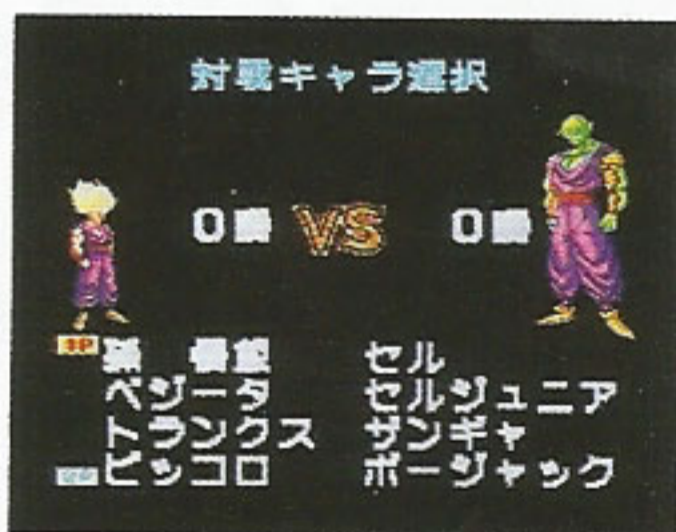 対戦キャラ選択
0勝 VS 0勝
1P 孫 悟飯 セル
ベジータ セルジュニア
トランクス ザンギャ
ピッコロ ボージャック